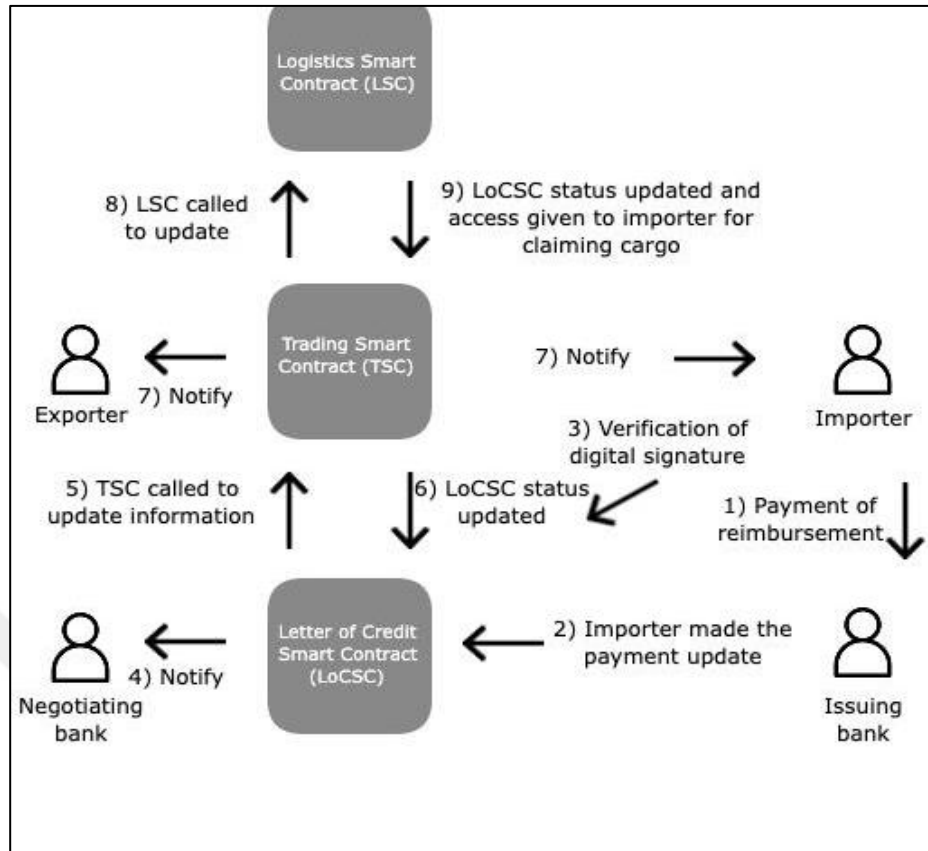 Logistics Smart
Contract (LSC)
8) LSC called
to update
9) LoCSC status updated and
access given to importer for
claiming cargo
Trading Smart
Contract (TSC)
7) Notify
Exporter
7) Notify
Importer
3) Verification of
digital signature
5) TSC called to
update information
6) LoCSC status
updated
1) Payment of
reimbursement
Letter of Credit
Smart Contract
(LoCSC)
2) Importer made the
payment update
4) Notify
Negotiating
bank
Issuing
bank